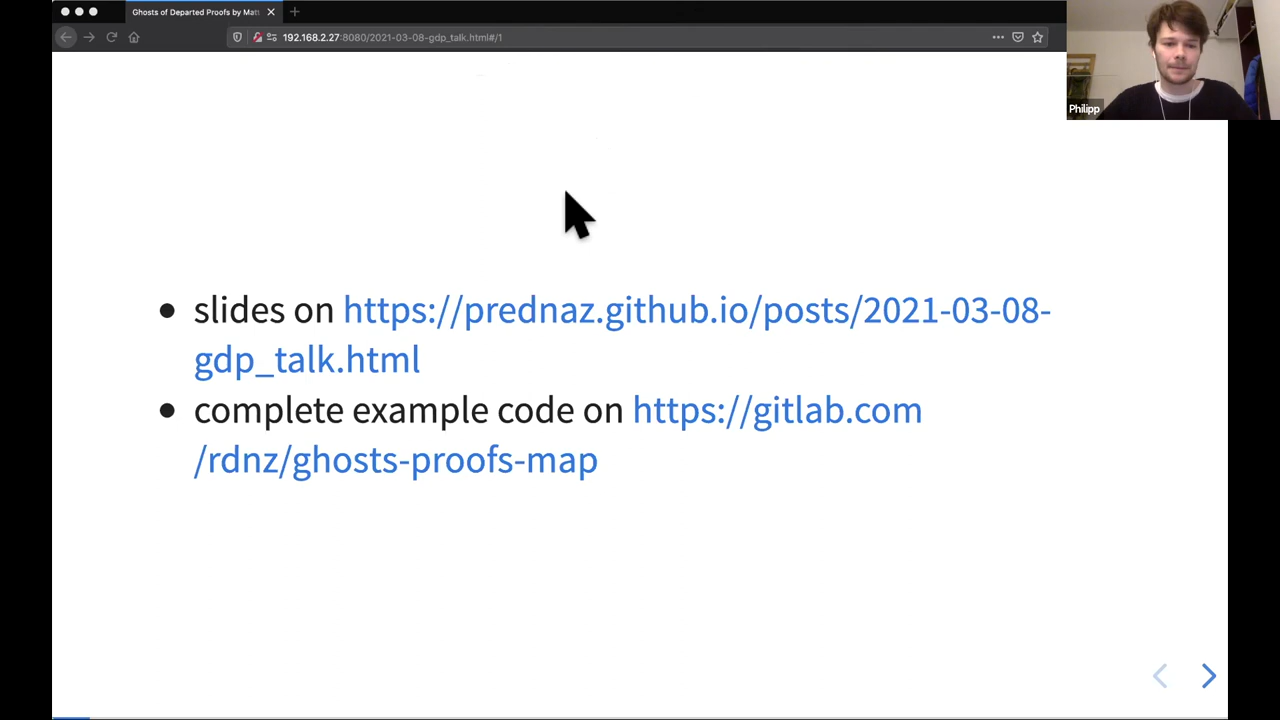 Ghosts of Departed Proofs by Mat
192.168.2.27:8080/2021-03-08-gdp_talk.html#/1
Philipp
slides on https://prednaz.github.io/posts/2021-03-08-
gdp_talk.html
complete example code on https://gitlab.com
/rdnz/ghosts-proofs-map